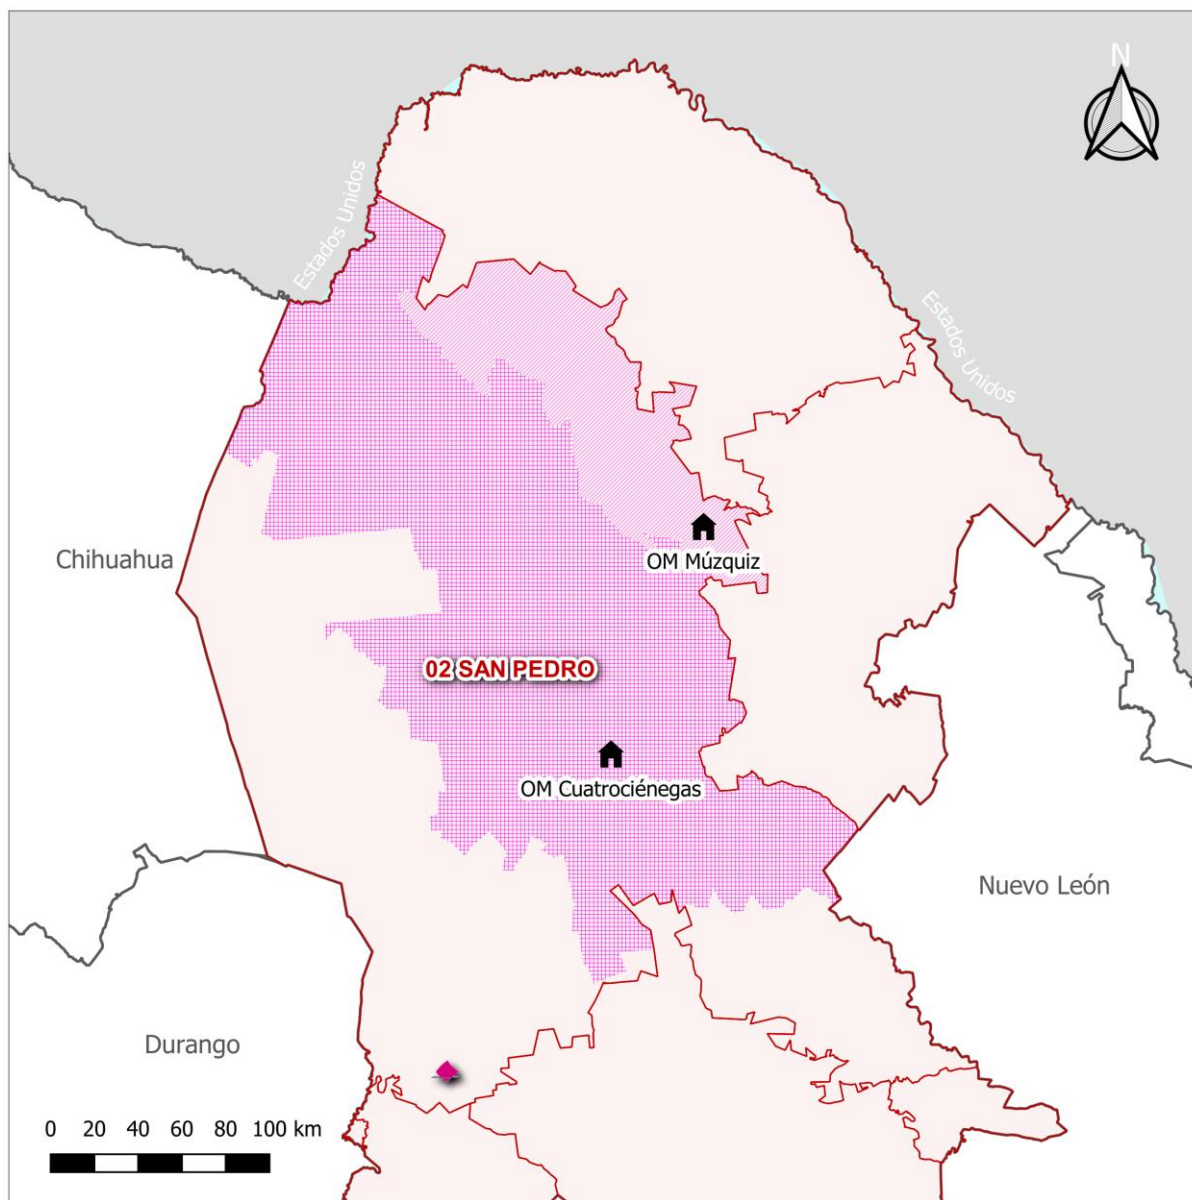 N
Estados Unidos
Estados Unidos
Chihuahua
OM Múzquiz
02 SAN PEDRO
OM Cuatrociénegas
Nuevo León
Durango
0 20 40 60 80 100 km